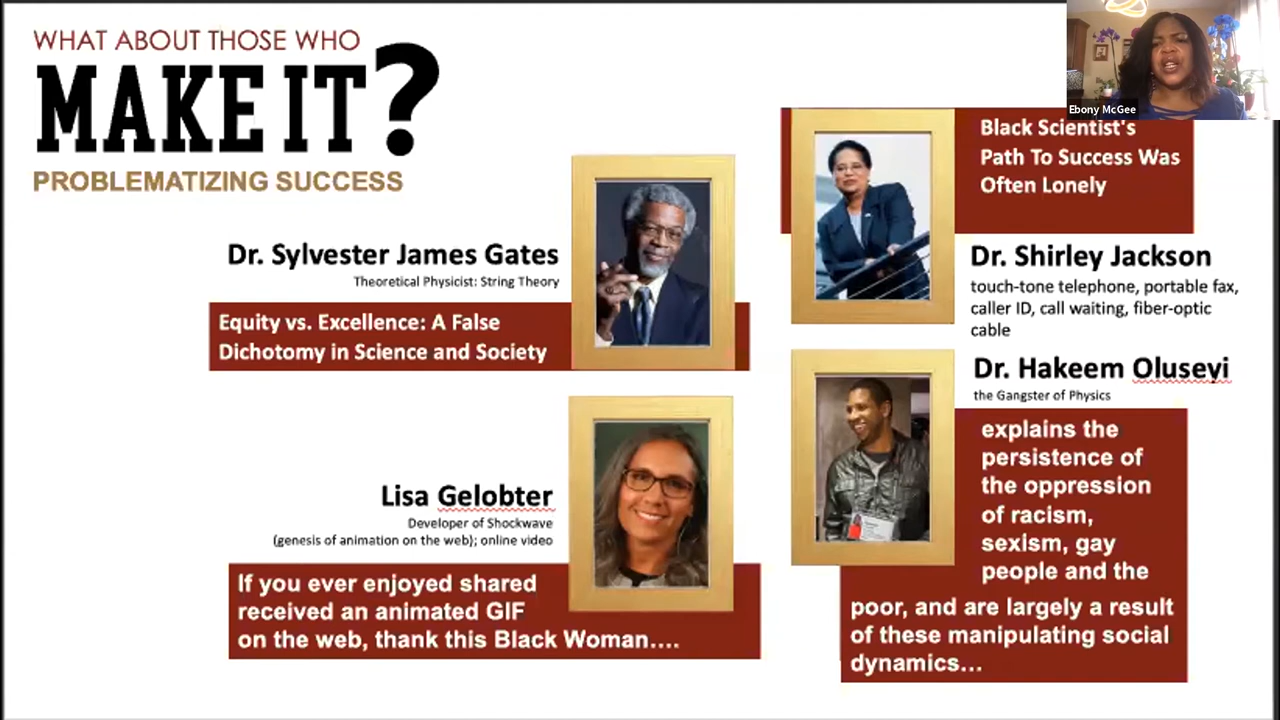 WHAT ABOUT THOSE WHO
MAKE IT?
PROBLEMATIZING SUCCESS
Ebony McGee
Dr. Sylvester James Gates
Theoretical Physicist: String Theory
Equity vs. Excellence: A False
Dichotomy in Science and Society
Black Scientist's
Path To Success Was
Often Lonely
Dr. Shirley Jackson
touch-tone telephone, portable fax,
caller ID, call waiting, fiber-optic
cable
Lisa Gelobter
Developer of Shockwave
(genesis of animation on the web); online video
If you ever enjoyed shared
received an animated GIF
on the web, thank this Black Woman....
Dr. Hakeem Oluseyi
the Gangster of Physics
explains the
persistence of
the oppression
of racism,
sexism, gay
people and the
poor, and are largely a result
of these manipulating social
dynamics...